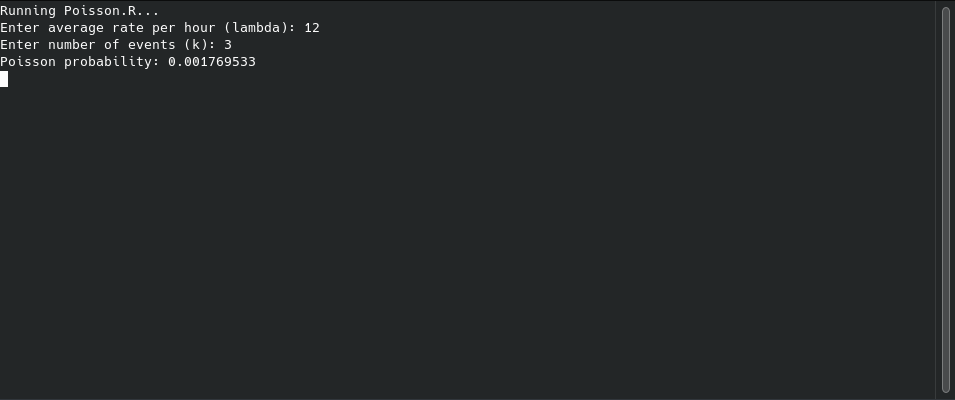 Running Poisson.R...
Enter average rate per hour (lambda): 12
Enter number of events (k): 3
Poisson probability: 0.001769533